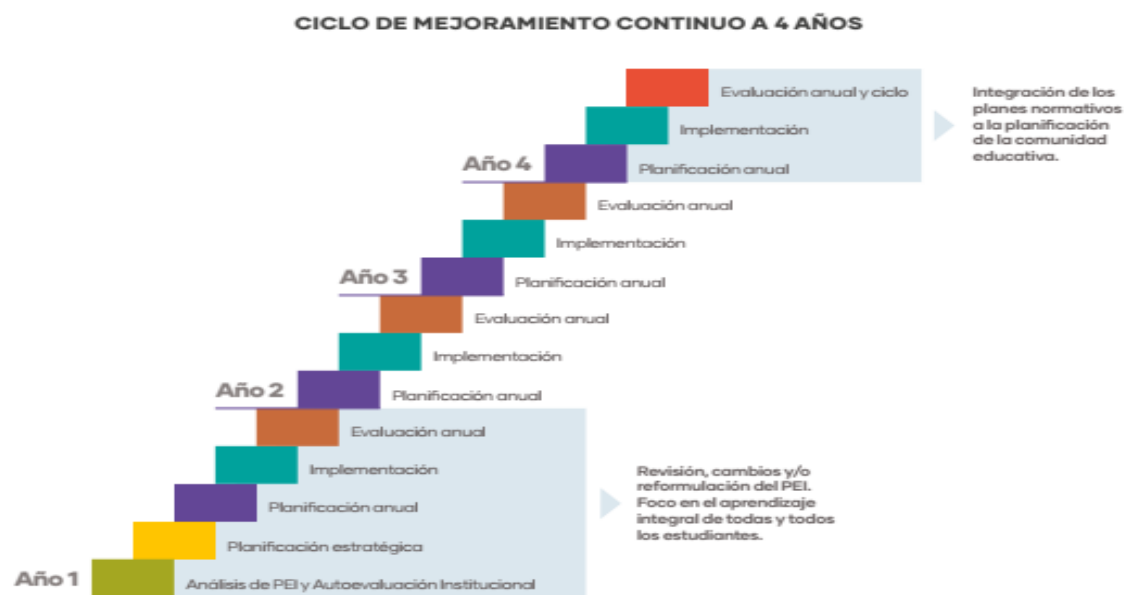 CICLO DE MEJORAMIENTO CONTINUO A 4 AÑOS
Evaluación anual y ciclo
Implementación
Año 4
Planificación anual
Integración de los
planes normativos
a la planificación
de la comunidad
educativa.
Evaluación anual
Implementación
Año 3
Planificación anual
Evaluación anual
Implementación
Año 2
Planificación anual
Evaluación anual
Implementación
Planificación anual
Planificación estratégica
Año 1
Análisis de PEI y Autoevaluación Institucional
Revisión, cambios y/o
reformulación del PEI.
Foco en el aprendizaje
integral de todas y todos
los estudiantes.